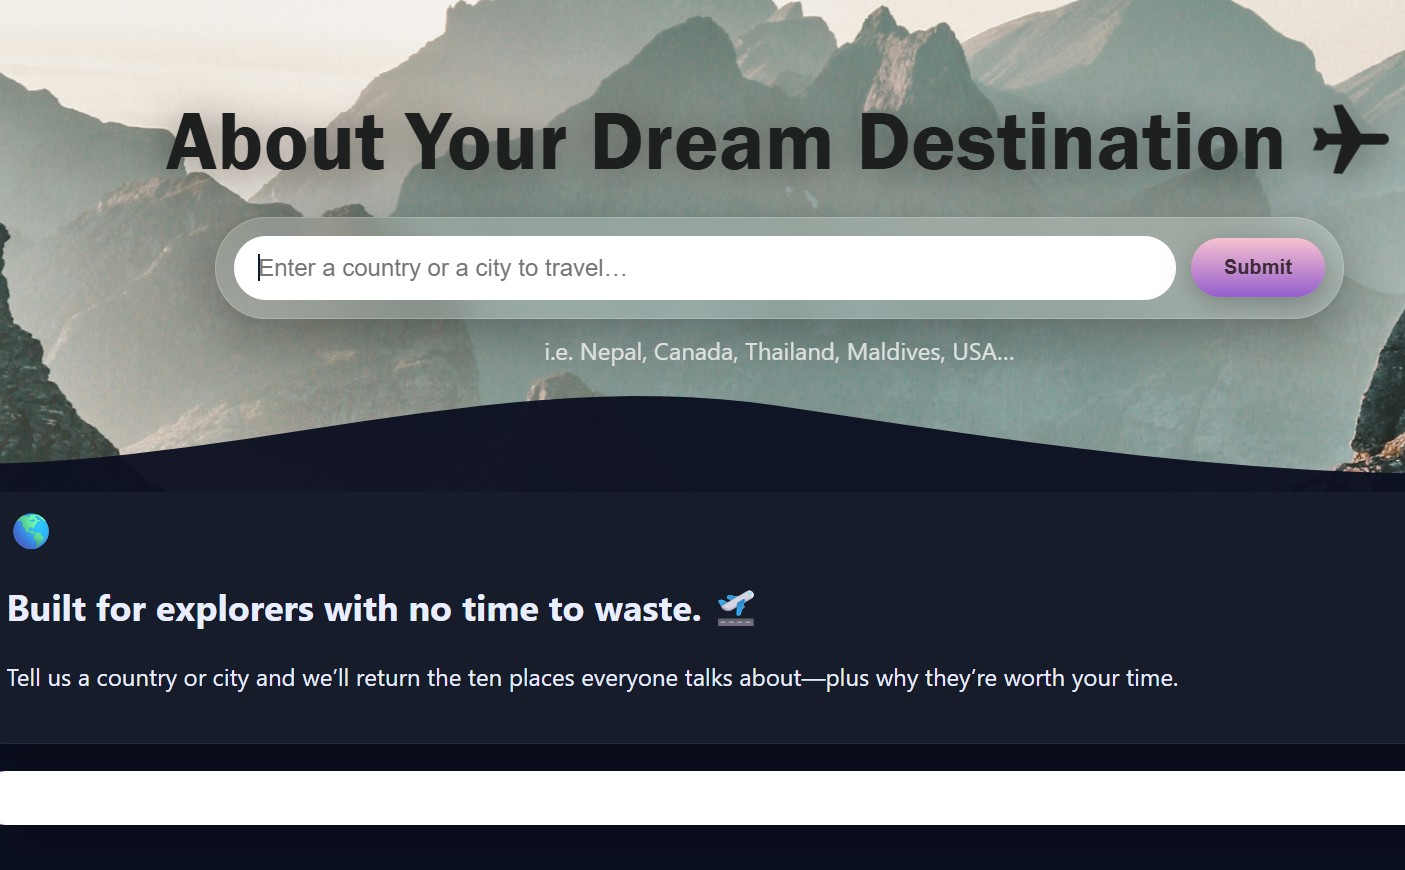 About Your Dream Destination ✈
Enter a country or a city to travel…
Submit
i.e. Nepal, Canada, Thailand, Maldives, USA...
Built for explorers with no time to waste. 🛫
Tell us a country or city and we’ll return the ten places everyone talks about—plus why they’re worth your time.